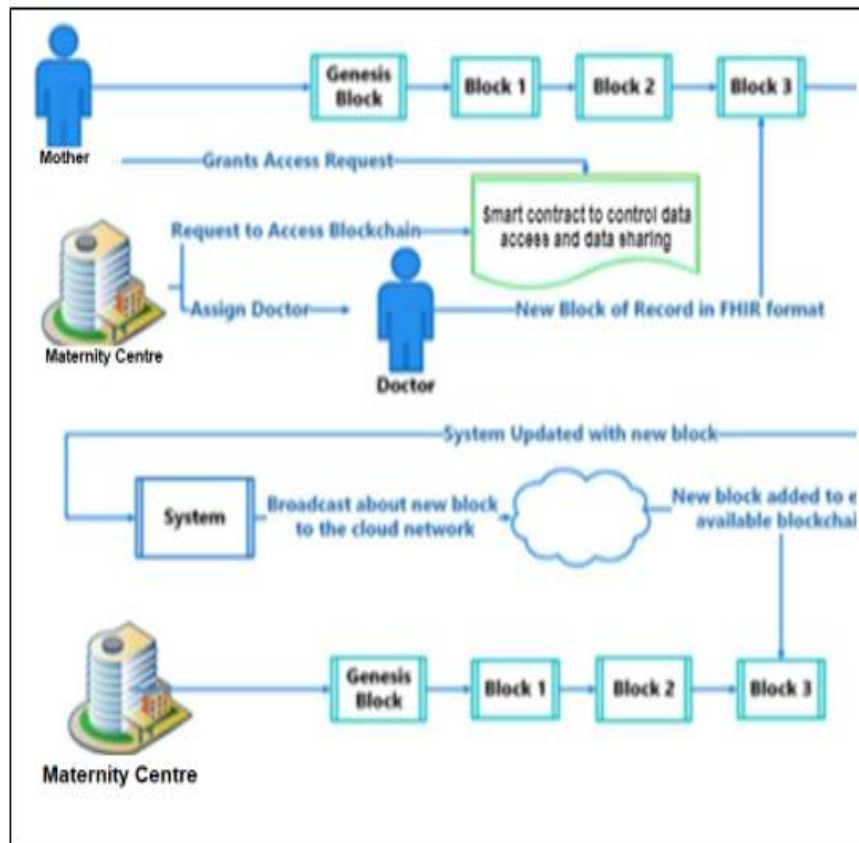 Genesis
Block
Block 1
Block 2
Block 3
Mother
Grants Access Request
Smart contract to control data
access and data sharing
Request to Access Blockchain
Assign Doctor
New Block of Record in FHIR format
Maternity Centre
Doctor
System Updated with new block
System
Broadcast about new block
to the cloud network
New block added to e
available blockchai
Genesis
Block
Block 1
Block 2
Block 3
Maternity Centre